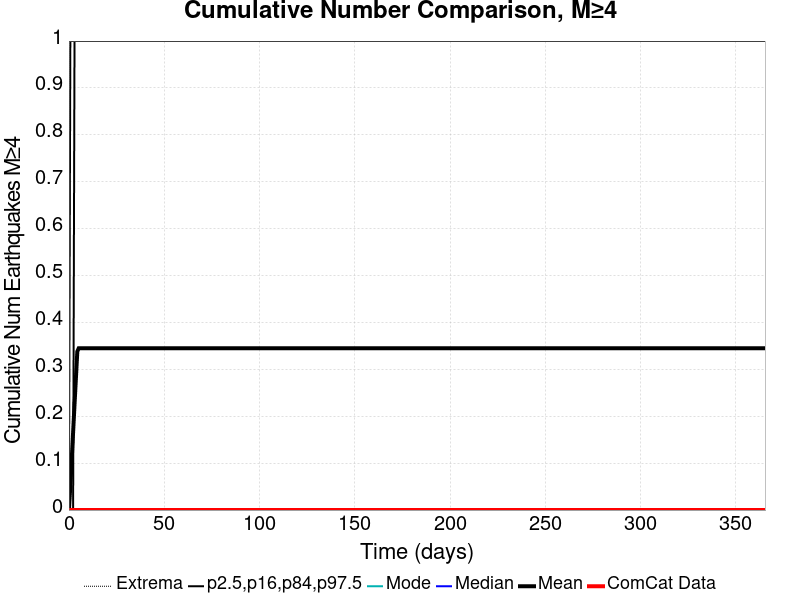 Cumulative Number Comparison, M≥4
Cumulative Num Earthquakes M≥4
1
0.9
0.8
0.7
0.6
0.5
0.4
0.3
0.2
0.1
0
0 50 100 150 200 250 300 350
Time (days)
Extrema p2.5,p16,p84,p97.5 Mode Median Mean ComCat Data